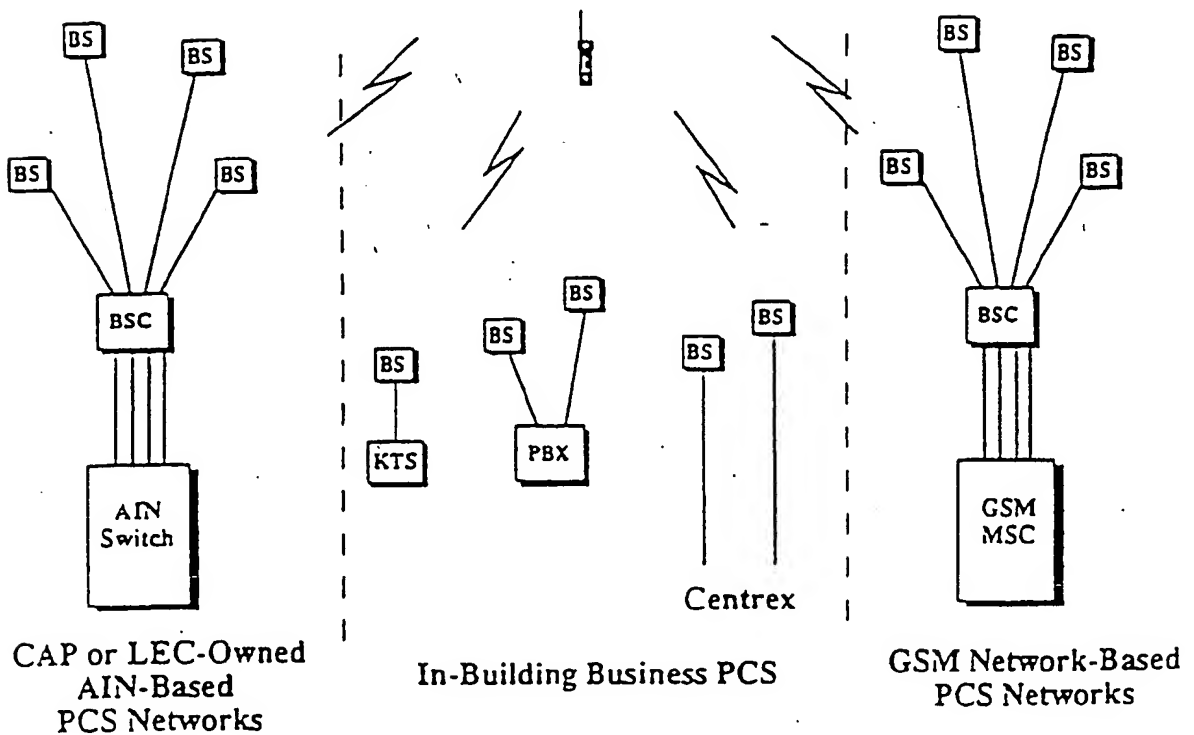 BS
BS
BS
BS
BSC
AIN
Switch
CAP or LEC-Owned
AIN-Based
PCS Networks
BS
BS
BS
BS
BS
KTS
PBX
Centrex
In-Building Business PCS
BS
BS
BS
BS
BSC
GSM
MSC
GSM Network-Based
PCS Networks